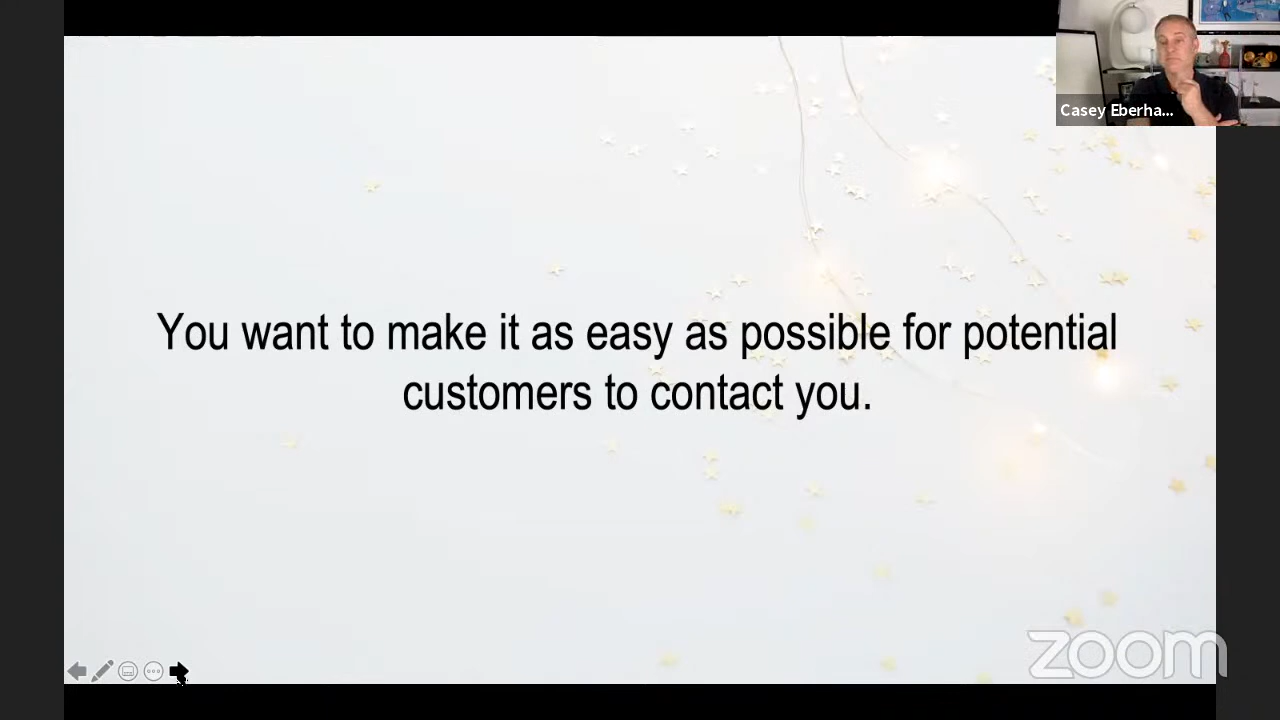 Casey Eberha...
You want to make it as easy as possible for potential
customers to contact you.
zoom